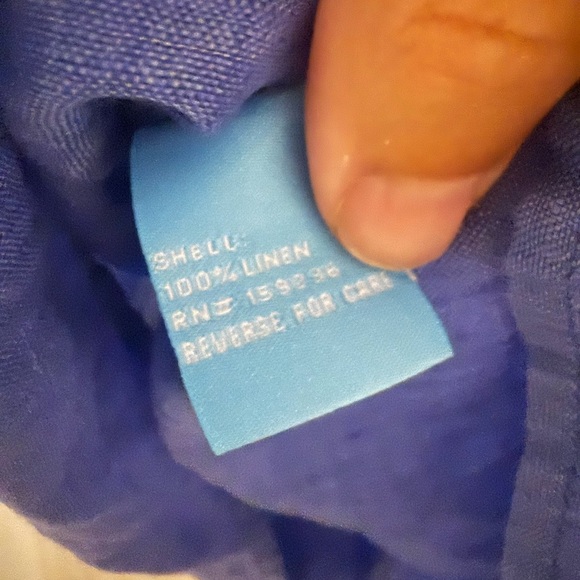 SHELL:
100% LINEN
RN#
REVERSE FOR CARE